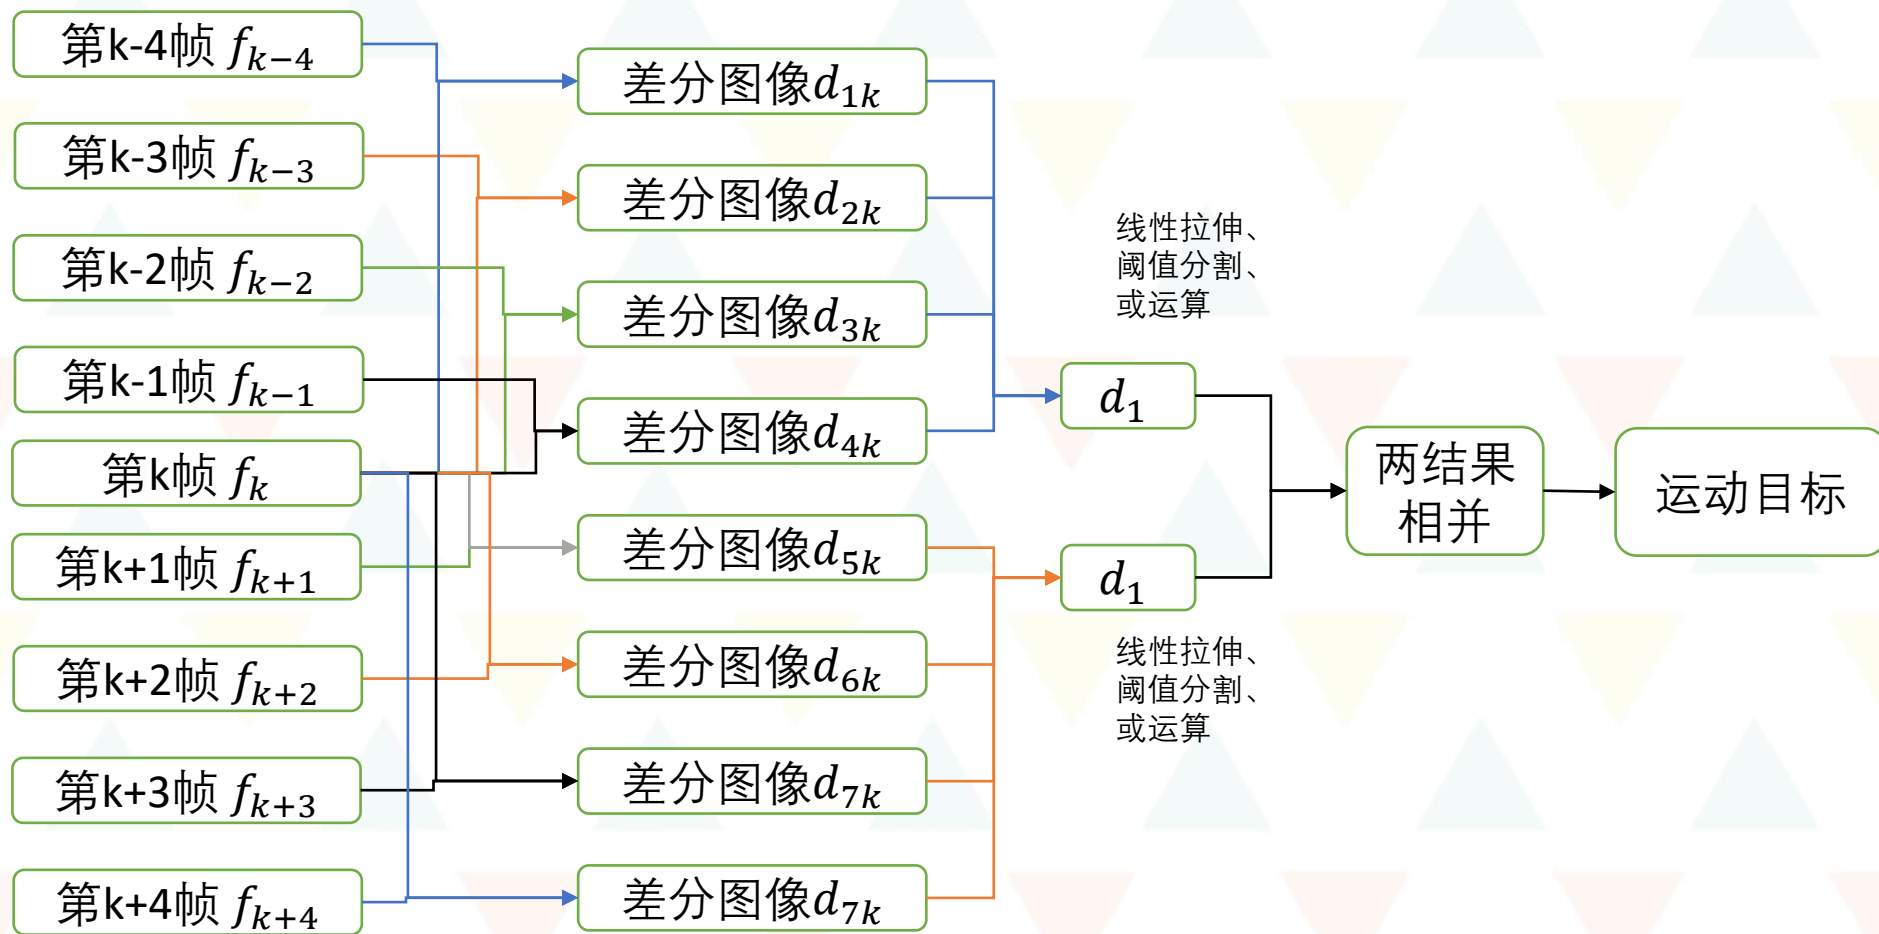 第k-4帧 f_{k−4}
第k-3帧 f_{k−3}
第k-2帧 f_{k−2}
第k-1帧 f_{k−1}
第k帧 f_k
第k+1帧 f_{k+1}
第k+2帧 f_{k+2}
第k+3帧 f_{k+3}
第k+4帧 f_{k+4}
差分图像d_{1k}
差分图像d_{2k}
差分图像d_{3k}
差分图像d_{4k}
差分图像d_{5k}
差分图像d_{6k}
差分图像d_{7k}
差分图像d_{7k}
线性拉伸、
阈值分割、
或运算
d_1
d_1
线性拉伸、
阈值分割、
或运算
两结果
相并
运动目标